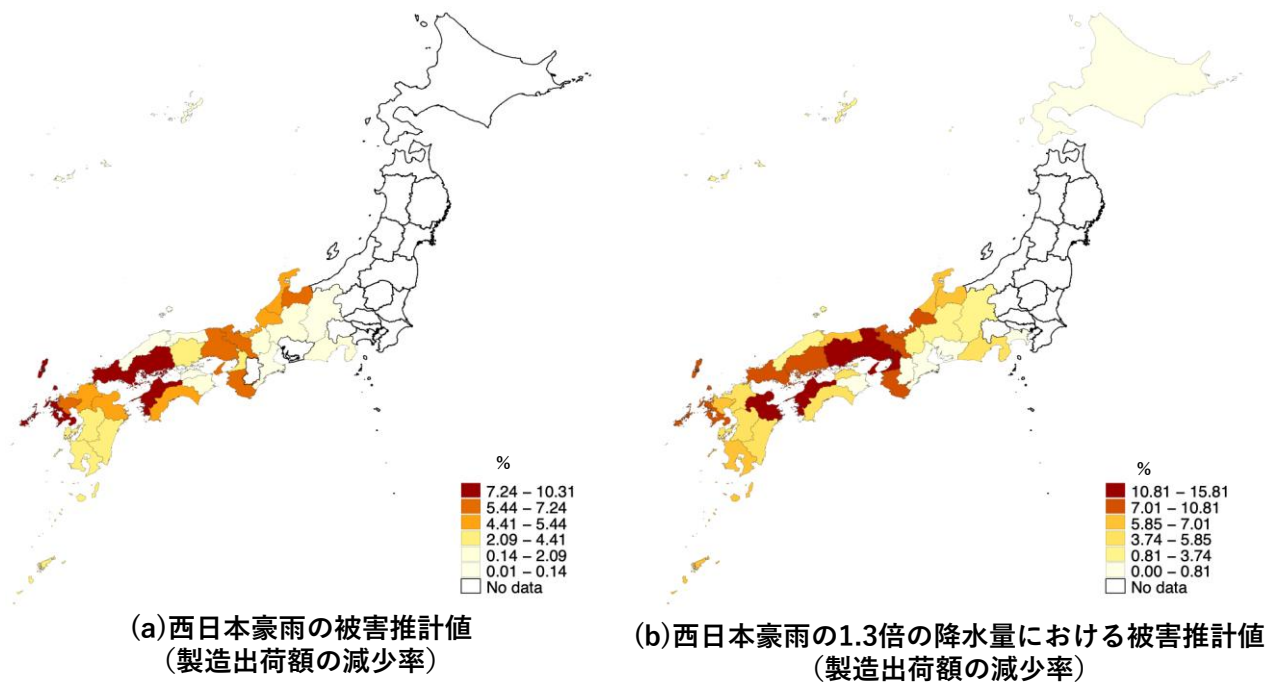 %
7.24 – 10.31
5.44 – 7.24
4.41 – 5.44
2.09 – 4.41
0.14 – 2.09
0.01 – 0.14
No data
(a)西日本豪雨の被害推計値
（製造出荷額の減少率）
%
10.81 – 15.81
7.01 – 10.81
5.85 – 7.01
3.74 – 5.85
0.81 – 3.74
0.00 – 0.81
No data
(b)西日本豪雨の1.3倍の降水量における被害推計値
（製造出荷額の減少率）